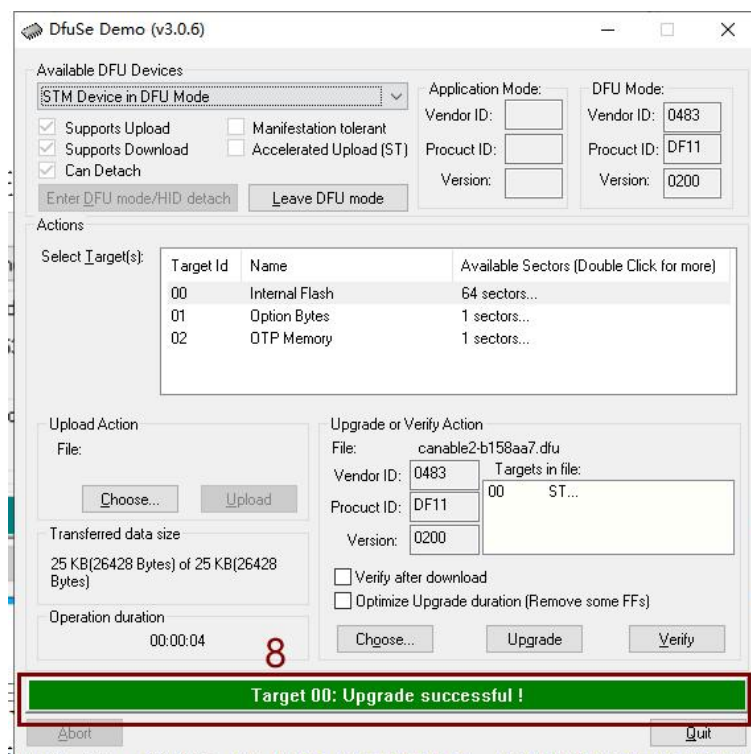 DfuSe Demo (v3.0.6)
Available DFU Devices
STM Device in DFU Mode
Supports Upload
Manifestation tolerant
Supports Download
Accelerated Upload (ST)
Can Detach
Enter DFU mode/HID detach
Leave DFU mode
Application Mode:
Vendor ID:
Procuct ID:
Version:
DFU Mode:
Vendor ID: 0483
Procuct ID: DF11
Version: 0200
Actions
Select Target(s):
Target Id Name Available Sectors (Double Click for more)
00 Internal Flash 64 sectors...
01 Option Bytes 1 sectors...
02 OTP Memory 1 sectors...
Upload Action
File:
Choose... Upload
Transferred data size
25 KB(26428 Bytes) of 25 KB(26428
Bytes)
Operation duration
00:00:04
Upgrade or Verify Action
File: canable2-b158aa7.dfu
Vendor ID: 0483
Procuct ID: DF11
Version: 0200
Targets in file:
00 ST...
Verify after download
Optimize Upgrade duration (Remove some FFs)
Choose... Upgrade Verify
8
Target 00: Upgrade successful !
Abort Quit